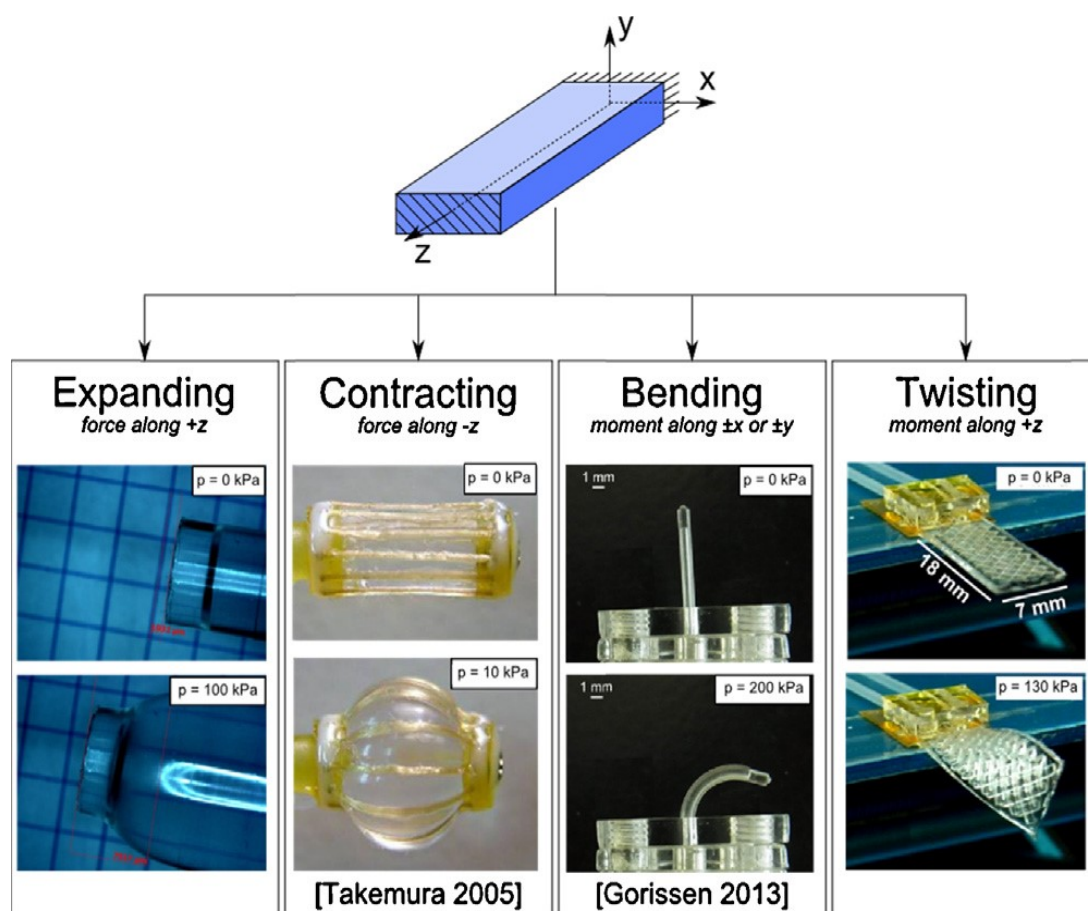 y
x
z
Expanding
force along +z
p = 0 kPa
p = 100 kPa
Contracting
force along -z
p = 0 kPa
p = 10 kPa
[Takemura 2005]
Bending
moment along ±x or ±y
1 mm
p = 0 kPa
1 mm
p = 200 kPa
[Gorissen 2013]
Twisting
moment along +z
p = 0 kPa
18 mm
7 mm
p = 130 kPa